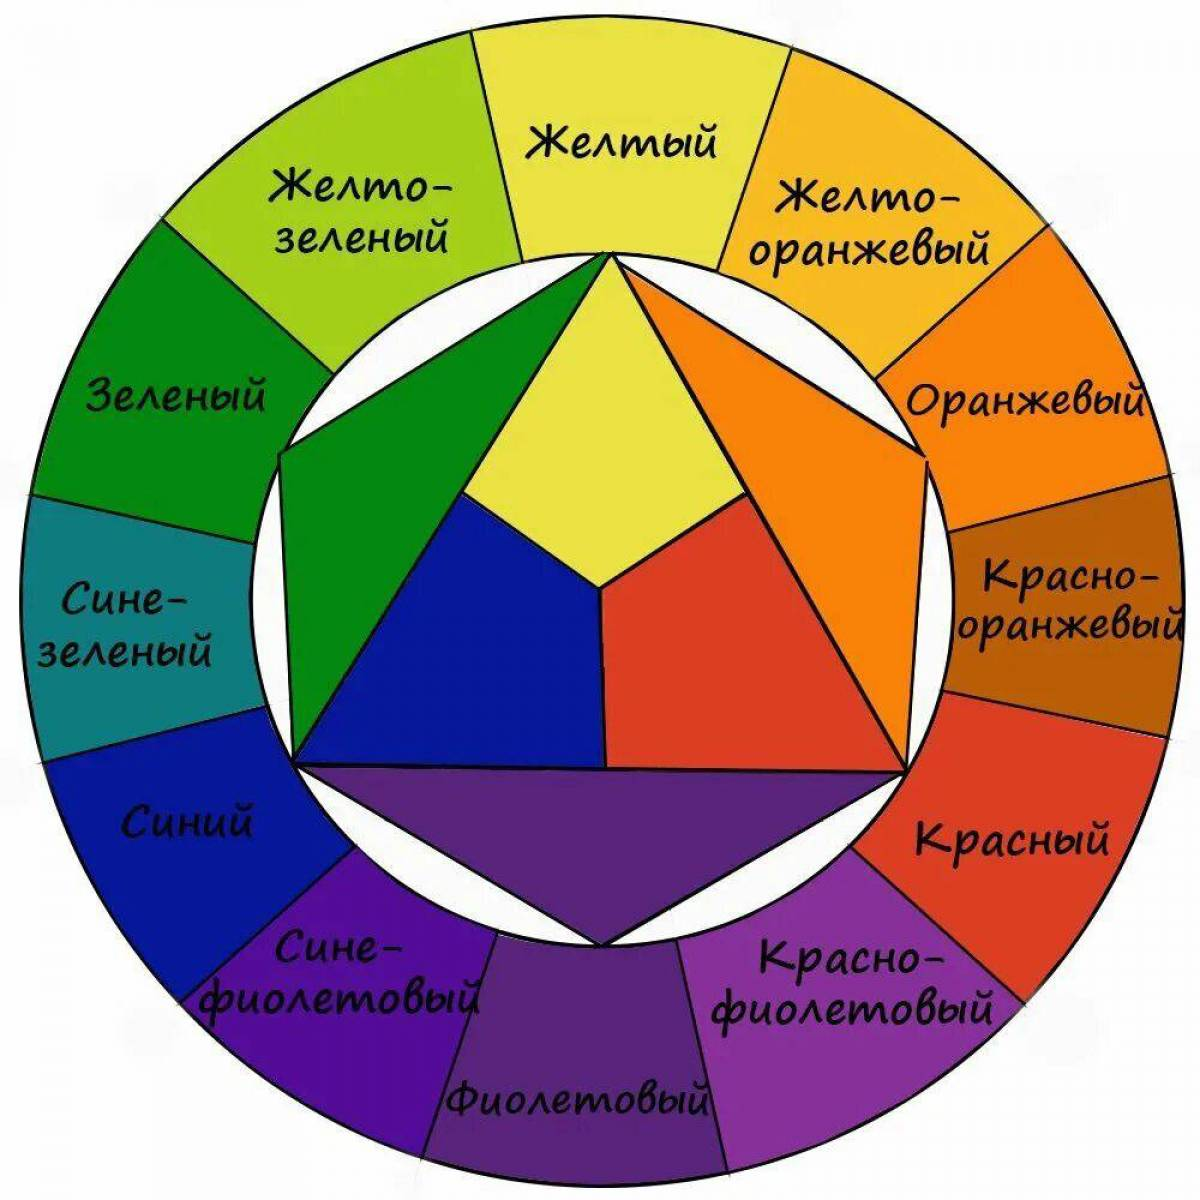 Желтый
Желто-
оранжевый
Оранжевый
Красно-
оранжевый
Красный
Красно-
фиолетовый
Фиолетовый
Сине-
фиолетовый
Синий
Сине-
зеленый
Зеленый
Желто-
зеленый